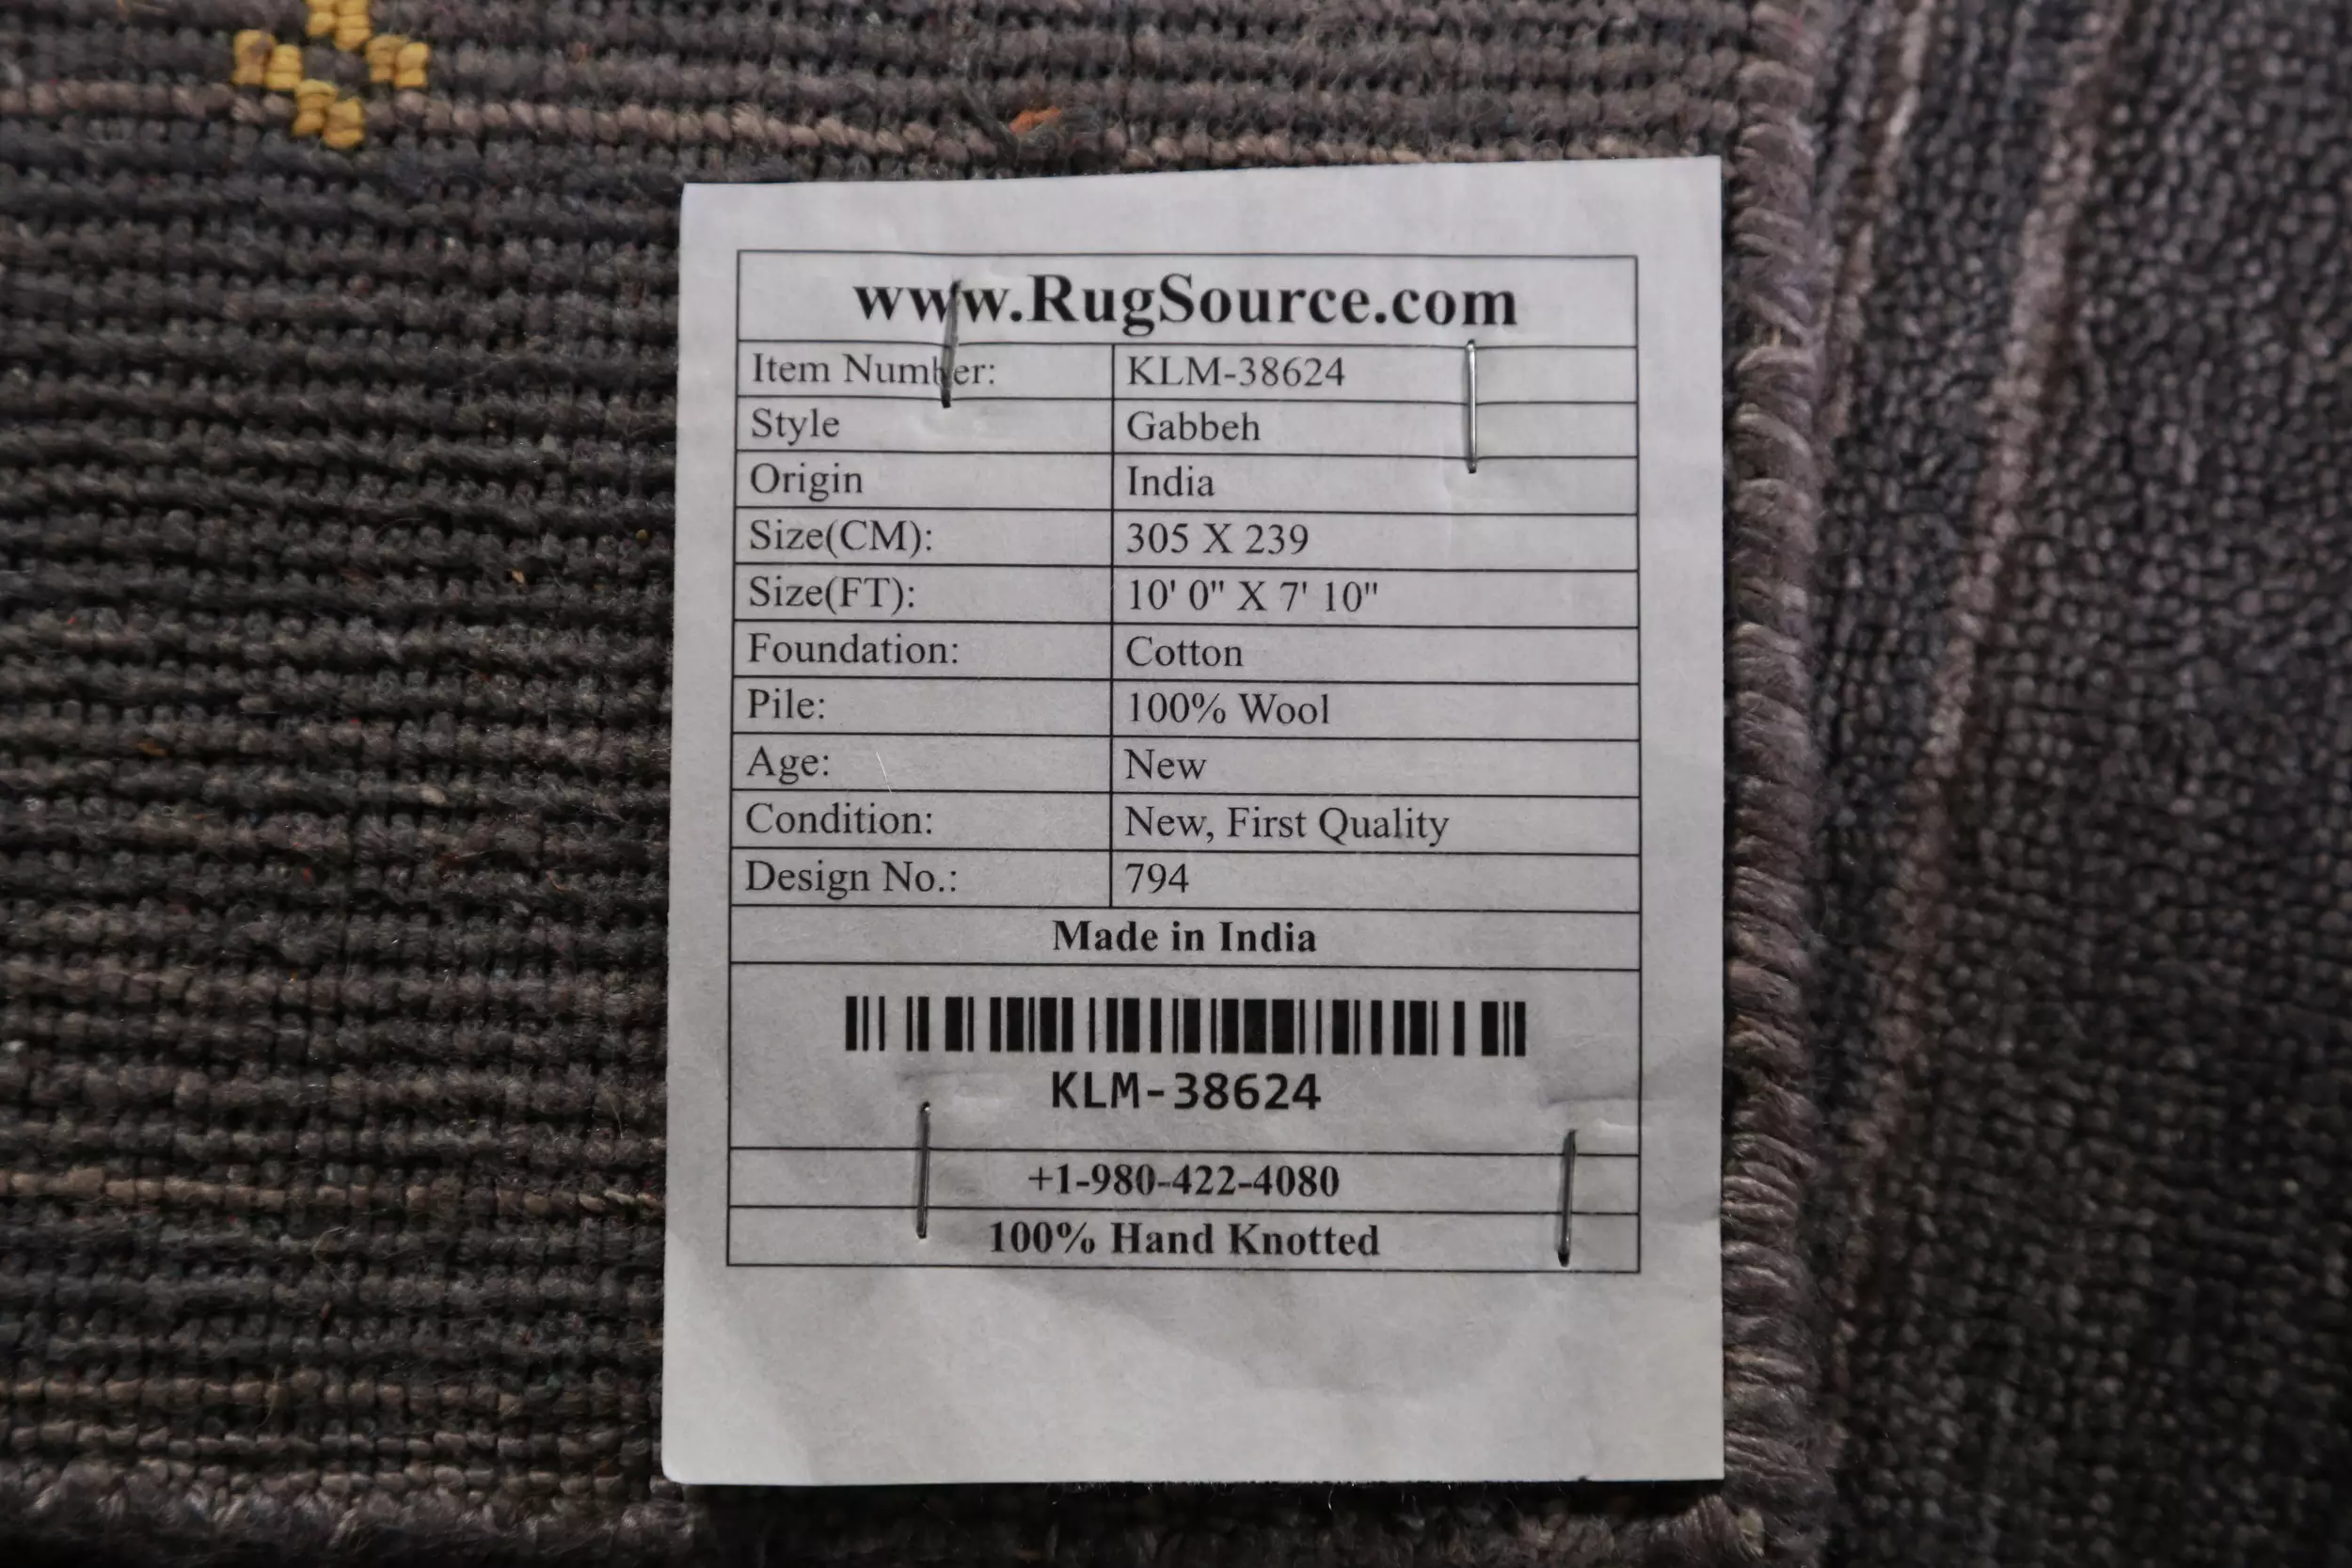 www.RugSource.com
Item Number: KLM-38624
Style Gabbeh
Origin India
Size(CM): 305 X 239
Size(FT): 10' 0" X 7' 10"
Foundation: Cotton
Pile: 100% Wool
Age: New
Condition: New, First Quality
Design No.: 794
Made in India
KLM-38624
+1-980-422-4080
100% Hand Knotted